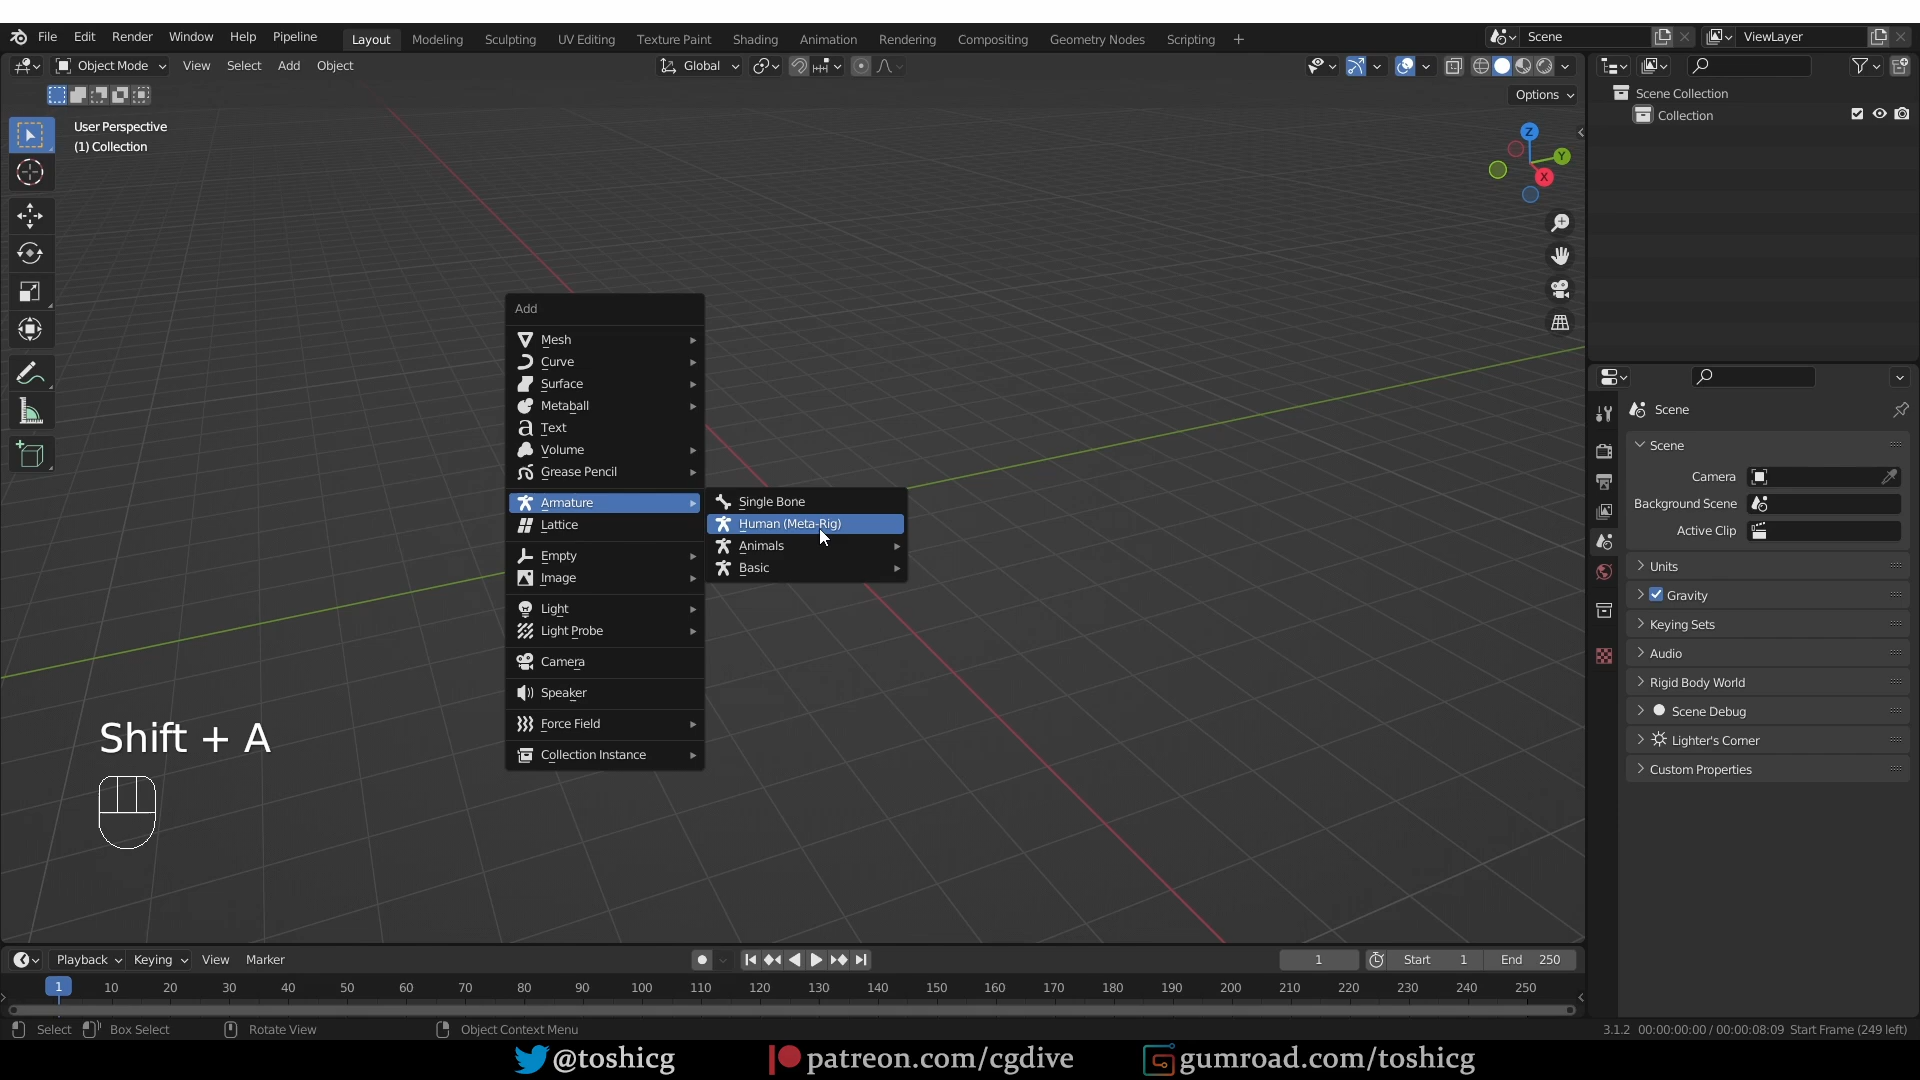 File Edit Render Window Help Pipeline Layout Modeling Sculpting UV Editing Texture Paint Shading Animation Rendering Compositing Geometry Nodes Scripting + Scene ViewLayer
Object Mode View Select Add Object Global
Options
User Perspective
(1) Collection
Z
Y
X
Scene Collection
Collection
Add
Mesh
Curve
Surface
Metaball
Text
Volume
Grease Pencil
Armature
Lattice
Empty
Image
Light
Light Probe
Camera
Speaker
Force Field
Collection Instance
Single Bone
Human (Meta-Rig)
Animals
Basic
Shift + A
Scene
Scene
Camera
Background Scene
Active Clip
Units
Gravity
Keying Sets
Audio
Rigid Body World
Scene Debug
Lighter's Corner
Custom Properties
Playback Keying View Marker 1 Start 1 End 250
1 10 20 30 40 50 60 70 80 90 100 110 120 130 140 150 160 170 180 190 200 210 220 230 240 250
Select Box Select Rotate View Object Context Menu 3.1.2 00:00:00:00 / 00:00:08:09 Start Frame (249 left)
@toshicg patreon.com/cgdive gumroad.com/toshicg